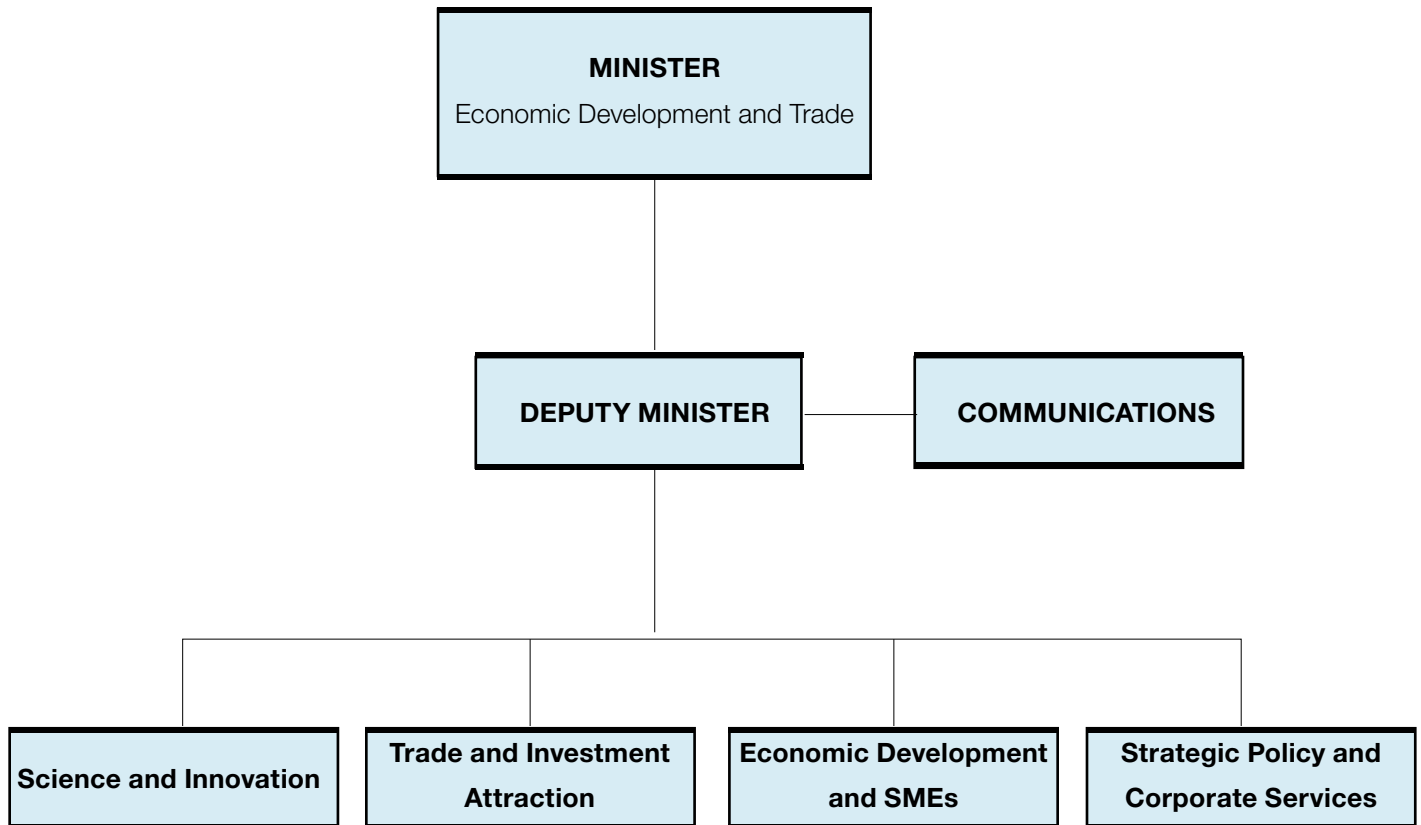 MINISTER
Economic Development and Trade
DEPUTY MINISTER
COMMUNICATIONS
Science and Innovation
Trade and Investment
Attraction
Economic Development
and SMEs
Strategic Policy and
Corporate Services